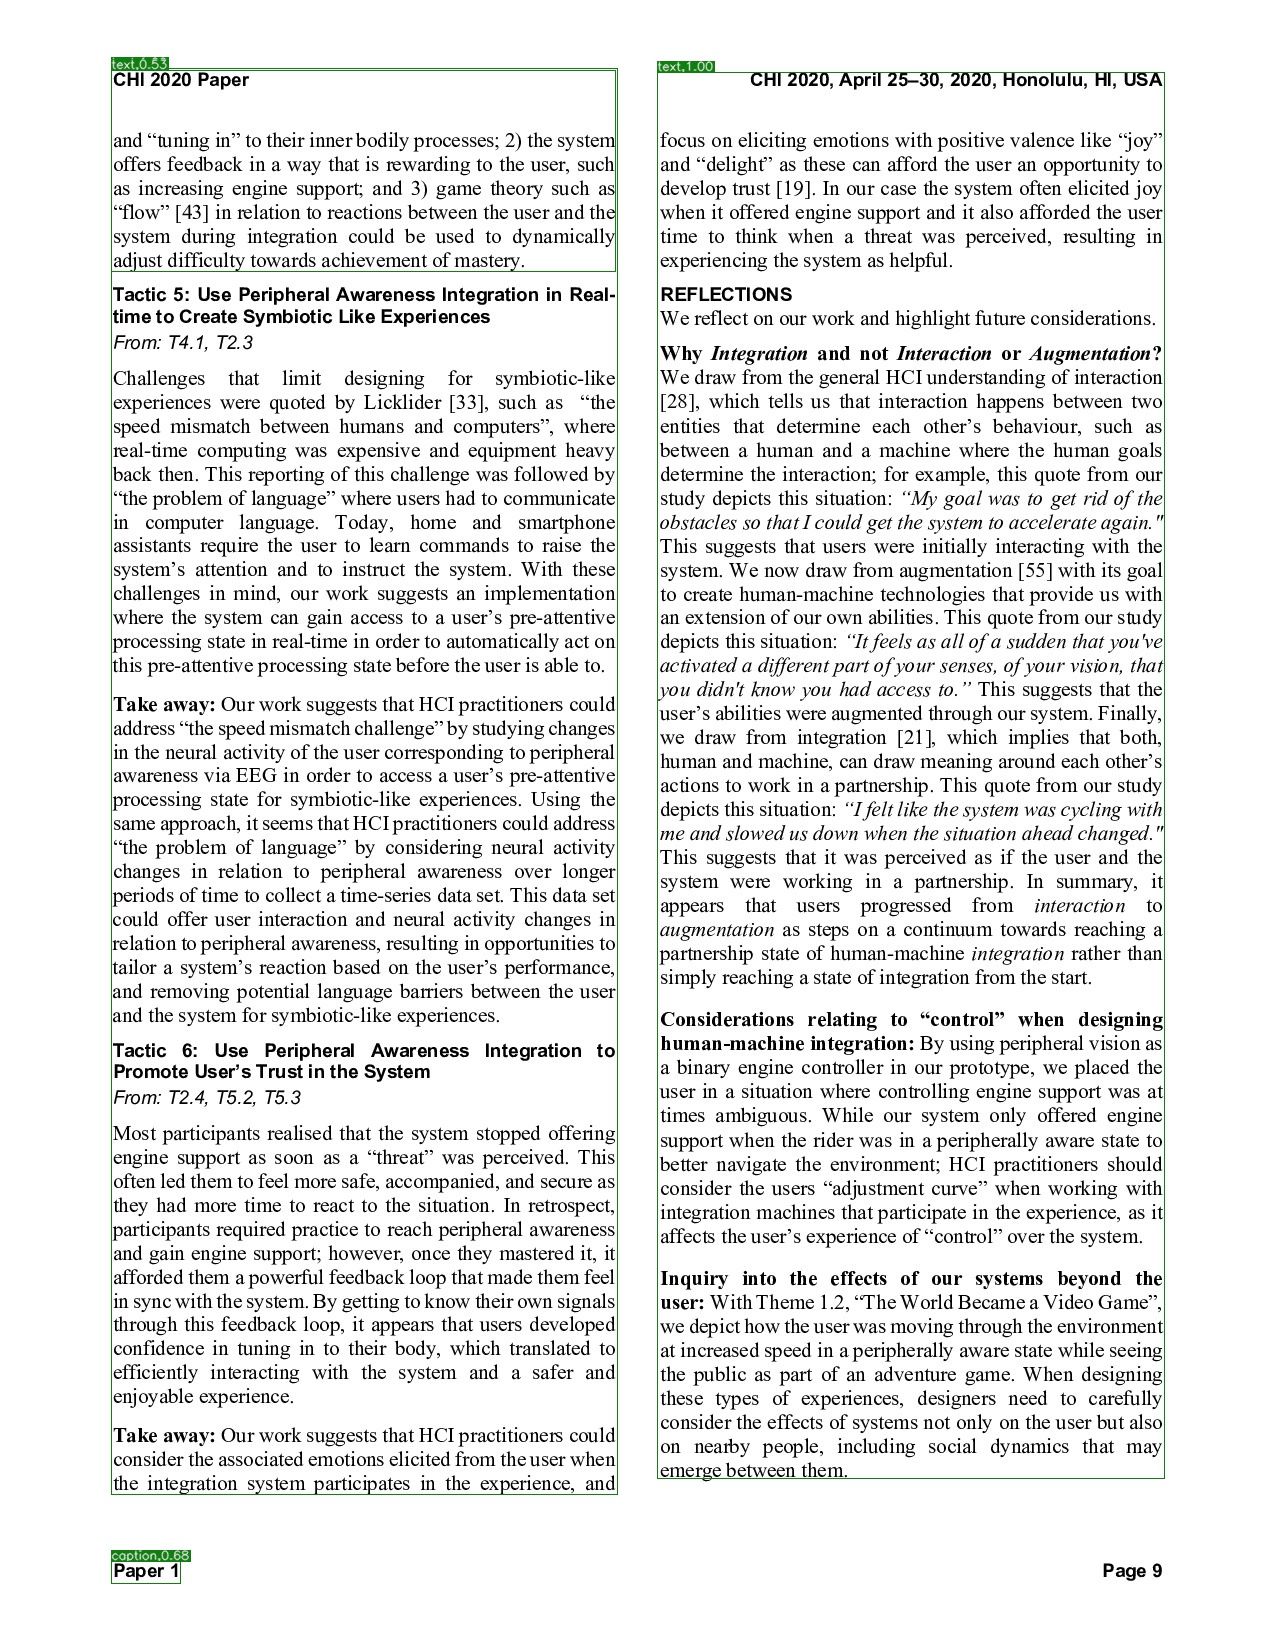 text,0.53
CHI 2020 Paper
text,1.00
CHI 2020, April 25–30, 2020, Honolulu, HI, USA
and “tuning in” to their inner bodily processes; 2) the system
offers feedback in a way that is rewarding to the user, such
as increasing engine support; and 3) game theory such as
“flow” [43] in relation to reactions between the user and the
system during integration could be used to dynamically
adjust difficulty towards achievement of mastery.
Tactic 5: Use Peripheral Awareness Integration in Real-
time to Create Symbiotic Like Experiences
From: T4.1, T2.3
Challenges that limit designing for symbiotic-like
experiences were quoted by Licklider [33], such as “the
speed mismatch between humans and computers”, where
real-time computing was expensive and equipment heavy
back then. This reporting of this challenge was followed by
“the problem of language” where users had to communicate
in computer language. Today, home and smartphone
assistants require the user to learn commands to raise the
system’s attention and to instruct the system. With these
challenges in mind, our work suggests an implementation
where the system can gain access to a user’s pre-attentive
processing state in real-time in order to automatically act on
this pre-attentive processing state before the user is able to.
Take away: Our work suggests that HCI practitioners could
address “the speed mismatch challenge” by studying changes
in the neural activity of the user corresponding to peripheral
awareness via EEG in order to access a user’s pre-attentive
processing state for symbiotic-like experiences. Using the
same approach, it seems that HCI practitioners could address
“the problem of language” by considering neural activity
changes in relation to peripheral awareness over longer
periods of time to collect a time-series data set. This data set
could offer user interaction and neural activity changes in
relation to peripheral awareness, resulting in opportunities to
tailor a system’s reaction based on the user’s performance,
and removing potential language barriers between the user
and the system for symbiotic-like experiences.
Tactic 6: Use Peripheral Awareness Integration to
Promote User’s Trust in the System
From: T2.4, T5.2, T5.3
Most participants realised that the system stopped offering
engine support as soon as a “threat” was perceived. This
often led them to feel more safe, accompanied, and secure as
they had more time to react to the situation. In retrospect,
participants required practice to reach peripheral awareness
and gain engine support; however, once they mastered it, it
afforded them a powerful feedback loop that made them feel
in sync with the system. By getting to know their own signals
through this feedback loop, it appears that users developed
confidence in tuning in to their body, which translated to
efficiently interacting with the system and a safer and
enjoyable experience.
Take away: Our work suggests that HCI practitioners could
consider the associated emotions elicited from the user when
the integration system participates in the experience, and
focus on eliciting emotions with positive valence like “joy”
and “delight” as these can afford the user an opportunity to
develop trust [19]. In our case the system often elicited joy
when it offered engine support and it also afforded the user
time to think when a threat was perceived, resulting in
experiencing the system as helpful.
REFLECTIONS
We reflect on our work and highlight future considerations.
Why Integration and not Interaction or Augmentation?
We draw from the general HCI understanding of interaction
[28], which tells us that interaction happens between two
entities that determine each other’s behaviour, such as
between a human and a machine where the human goals
determine the interaction; for example, this quote from our
study depicts this situation: “My goal was to get rid of the
obstacles so that I could get the system to accelerate again."
This suggests that users were initially interacting with the
system. We now draw from augmentation [55] with its goal
to create human-machine technologies that provide us with
an extension of our own abilities. This quote from our study
depicts this situation: “It feels as all of a sudden that you've
activated a different part of your senses, of your vision, that
you didn't know you had access to.” This suggests that the
user’s abilities were augmented through our system. Finally,
we draw from integration [21], which implies that both,
human and machine, can draw meaning around each other’s
actions to work in a partnership. This quote from our study
depicts this situation: “I felt like the system was cycling with
me and slowed us down when the situation ahead changed."
This suggests that it was perceived as if the user and the
system were working in a partnership. In summary, it
appears that users progressed from interaction to
augmentation as steps on a continuum towards reaching a
partnership state of human-machine integration rather than
simply reaching a state of integration from the start.
Considerations relating to “control” when designing
human-machine integration: By using peripheral vision as
a binary engine controller in our prototype, we placed the
user in a situation where controlling engine support was at
times ambiguous. While our system only offered engine
support when the rider was in a peripherally aware state to
better navigate the environment; HCI practitioners should
consider the users “adjustment curve” when working with
integration machines that participate in the experience, as it
affects the user’s experience of “control” over the system.
Inquiry into the effects of our systems beyond the
user: With Theme 1.2, “The World Became a Video Game”,
we depict how the user was moving through the environment
at increased speed in a peripherally aware state while seeing
the public as part of an adventure game. When designing
these types of experiences, designers need to carefully
consider the effects of systems not only on the user but also
on nearby people, including social dynamics that may
emerge between them.
caption,0.68
Paper 1
Page 9